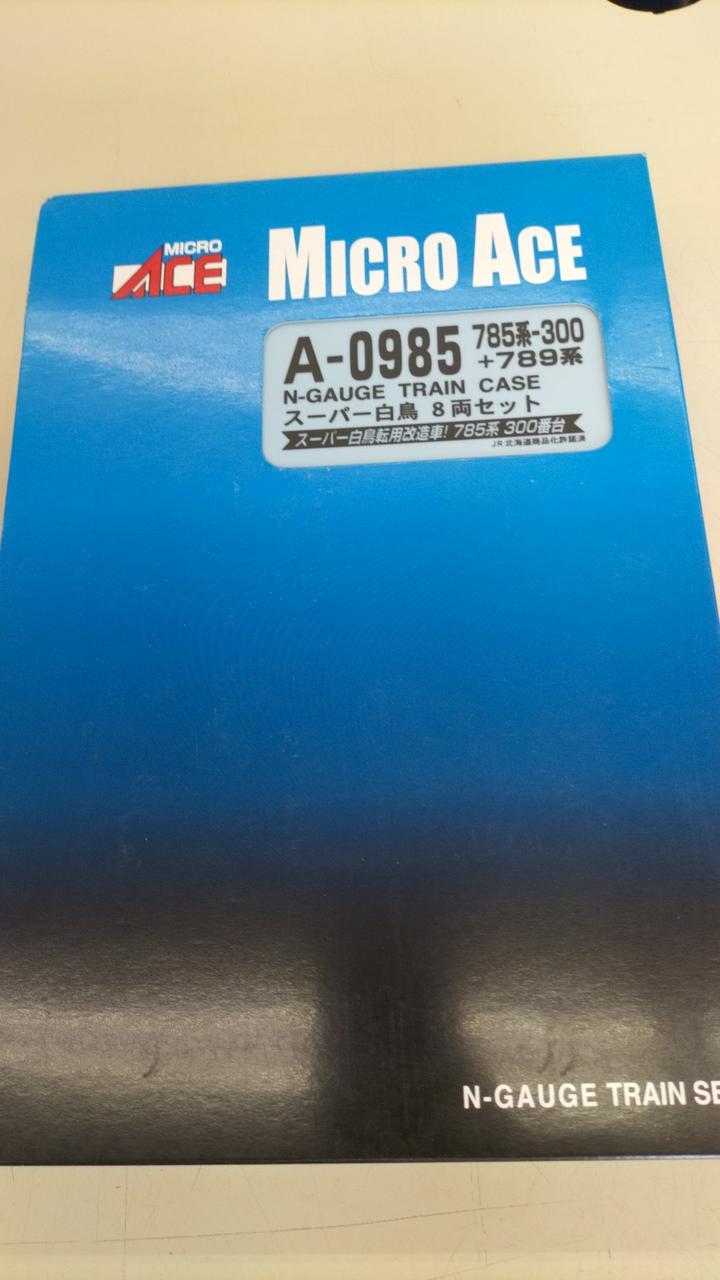 MICRO
ACE
MICRO ACE
A-0985 785系-300
+789系
N-GAUGE TRAIN CASE
スーパー白鳥 8両セット
スーパー白鳥転用改造車! 785系 300番台
JR北海道商品化許諾済
N-GAUGE TRAIN SE